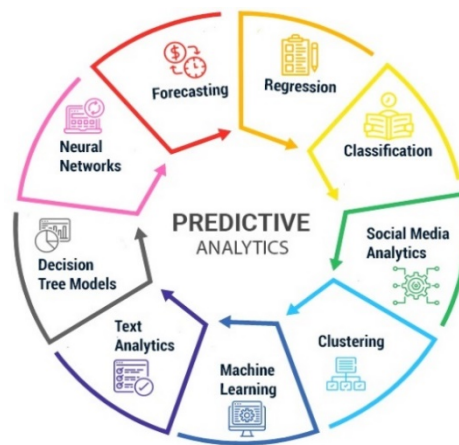 Forecasting
Regression
Classification
Social Media
Analytics
Clustering
Machine
Learning
Text
Analytics
Decision
Tree Models
Neural
Networks
PREDICTIVE
ANALYTICS